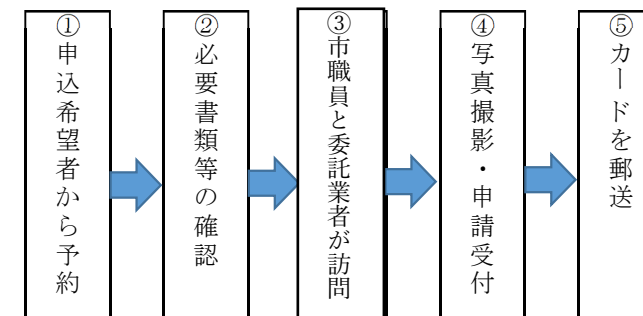 ①申込希望者から予約
②必要書類等の確認
③市職員と委託業者が訪問
④写真撮影・申請受付
⑤カードを郵送